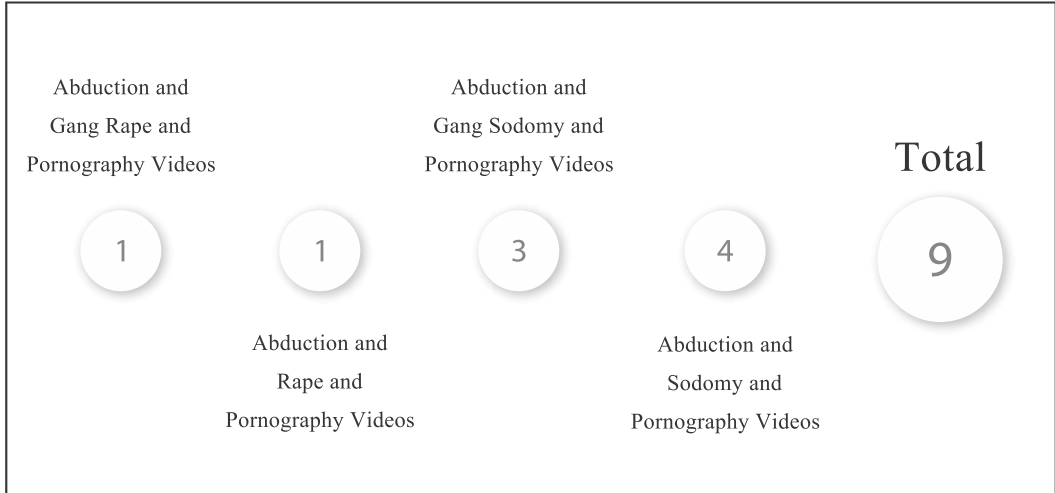 Abduction and
Gang Rape and
Pornography Videos
1
Abduction and
Rape and
Pornography Videos
1
Abduction and
Gang Sodomy and
Pornography Videos
3
Abduction and
Sodomy and
Pornography Videos
4
Total
9